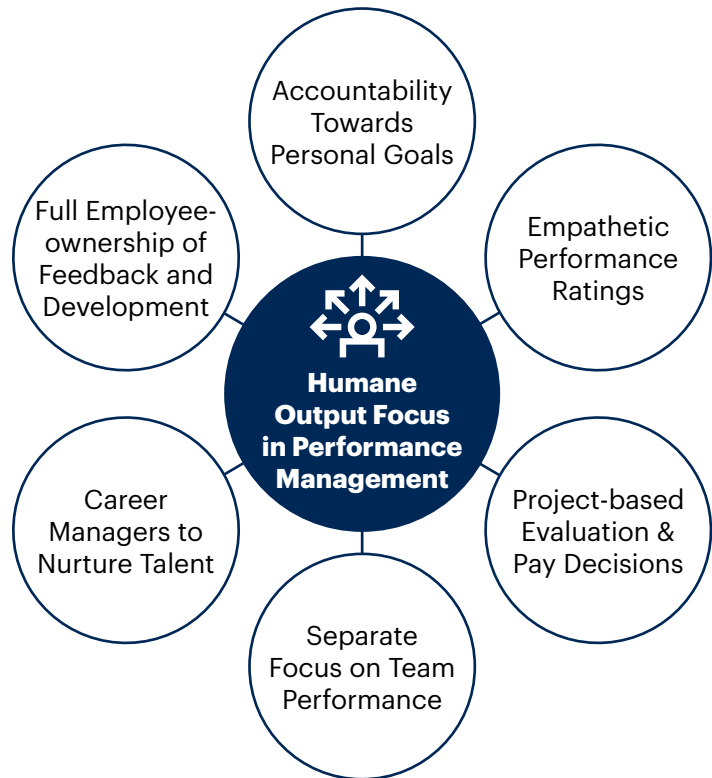 Accountability
Towards
Personal Goals
Empathetic
Performance
Ratings
Project-based
Evaluation &
Pay Decisions
Separate
Focus on Team
Performance
Career
Managers to
Nurture Talent
Full Employee-
ownership of
Feedback and
Development
Humane
Output Focus
in Performance
Management